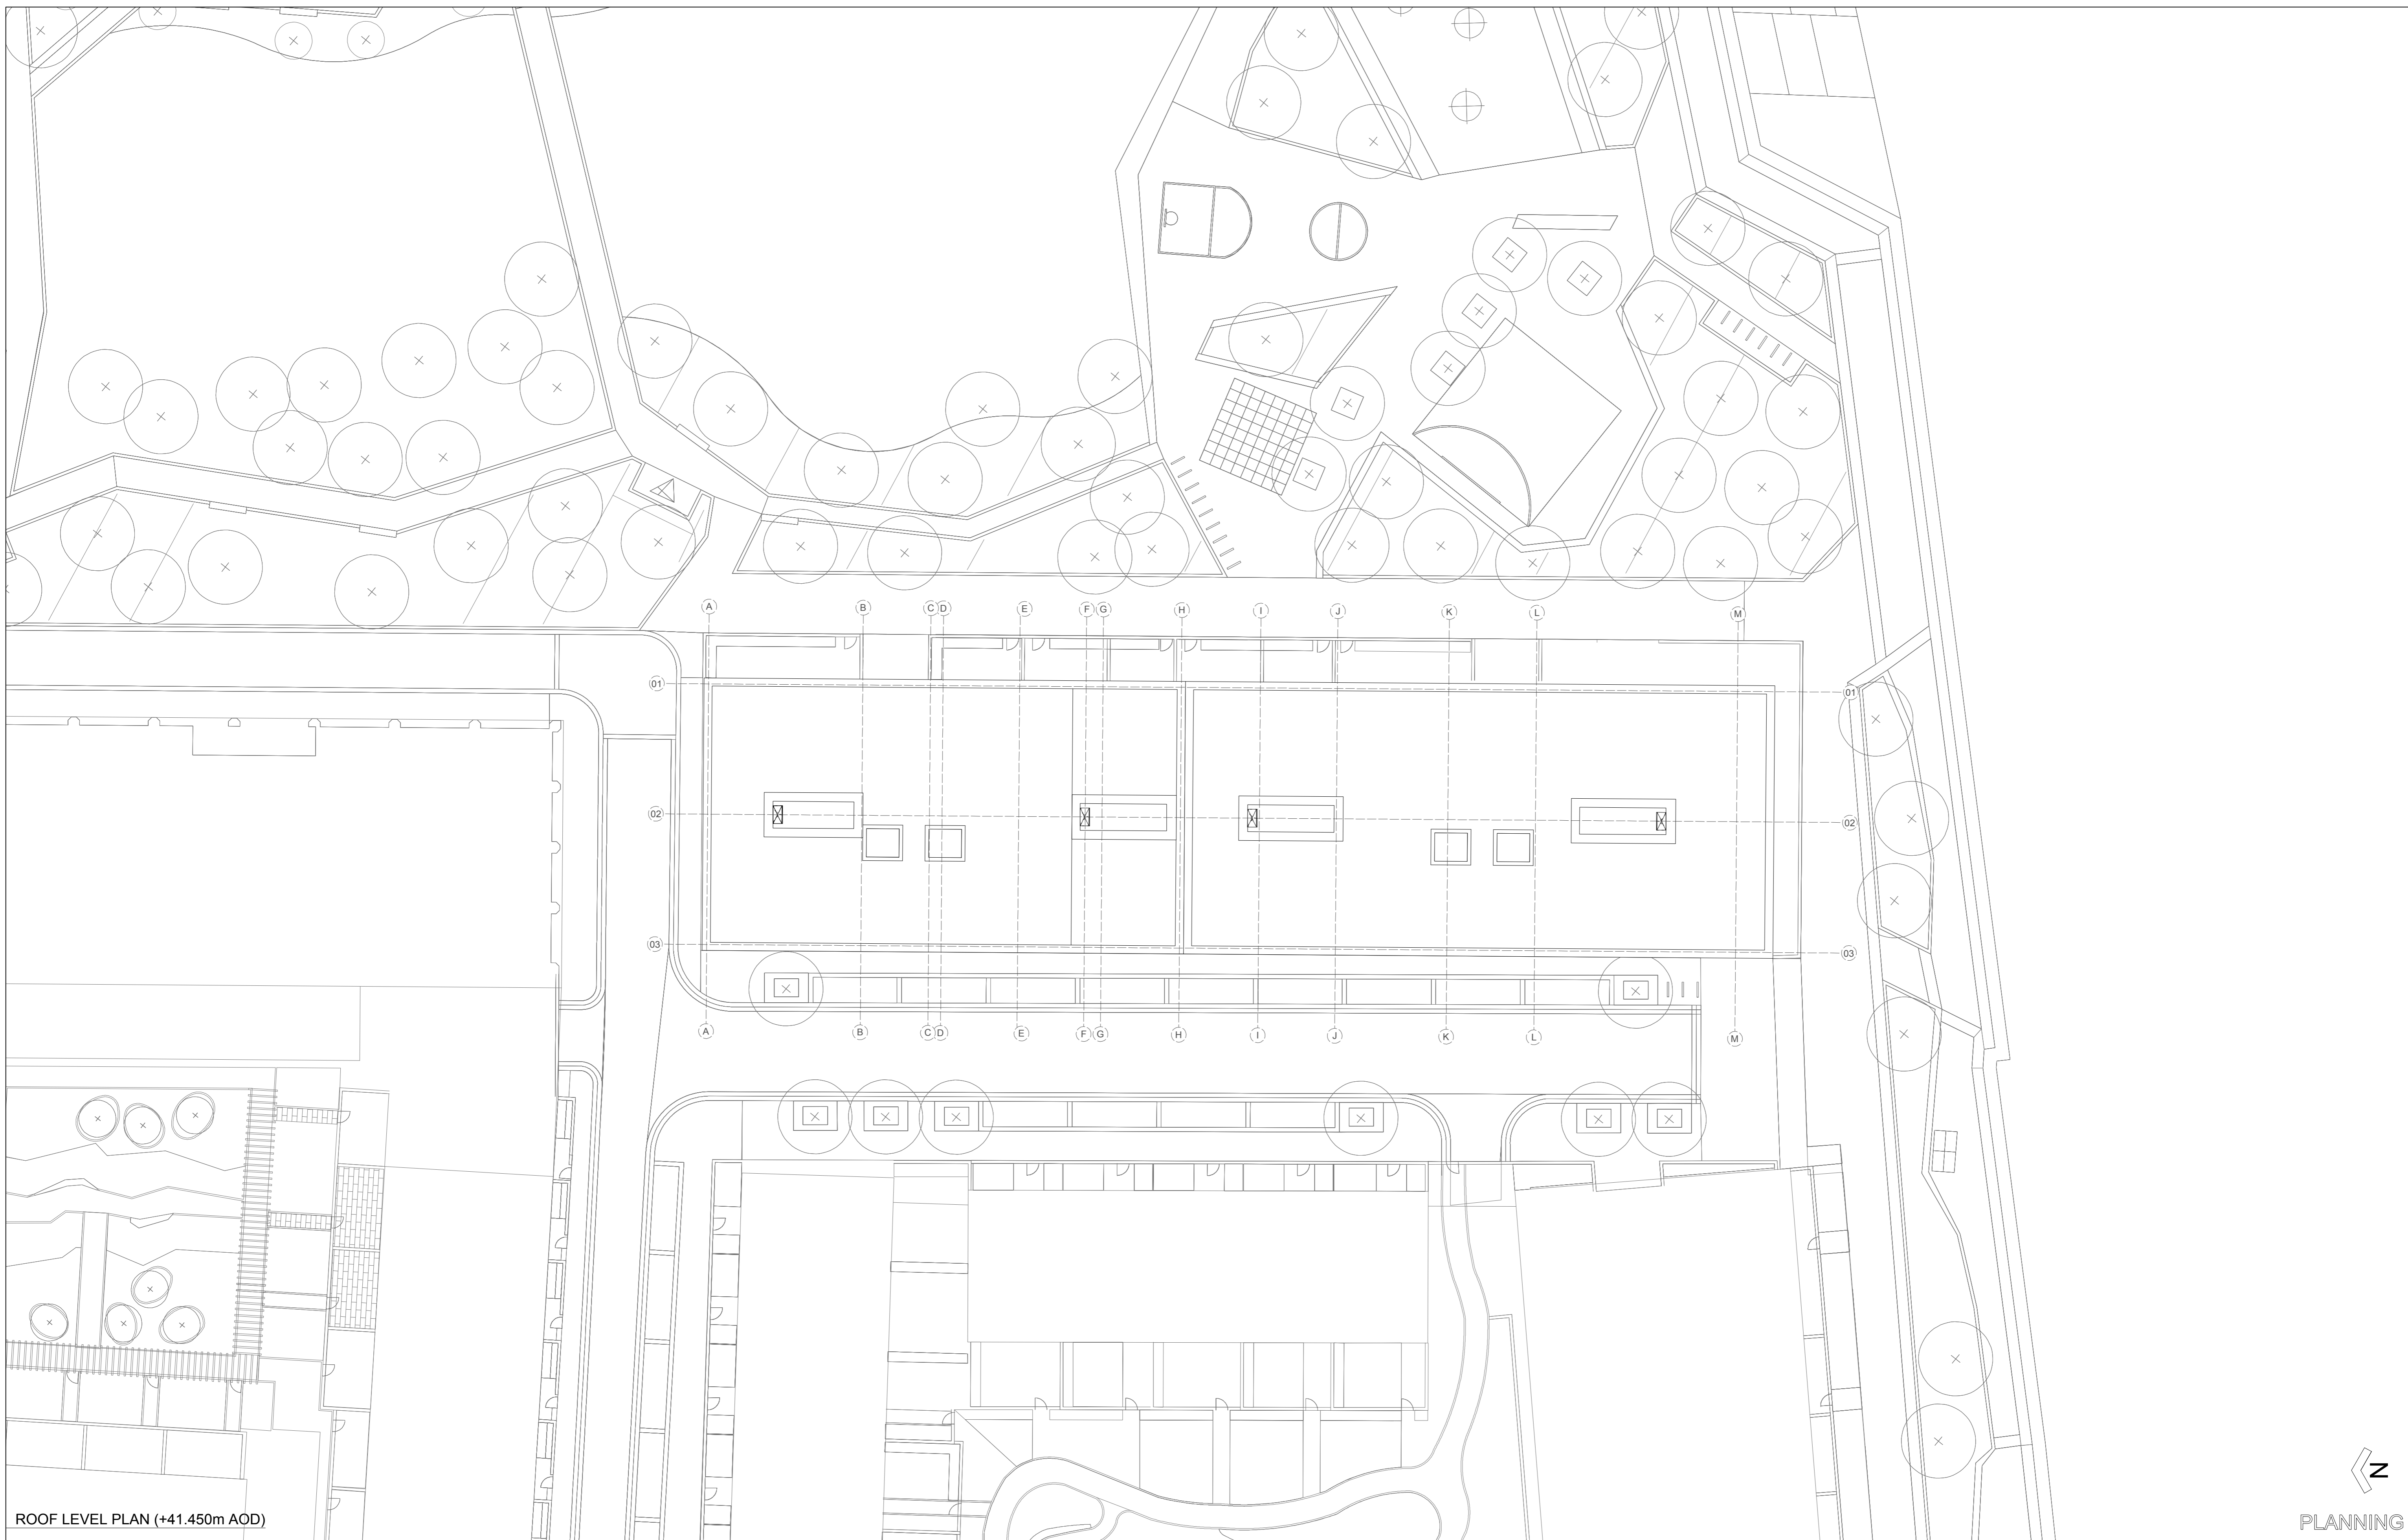 A B C D E F G H I J K L M
01 01
02 02
03 03
A B C D E F G H I J K L M
N
ROOF LEVEL PLAN (+41.450m AOD)
PLANNING